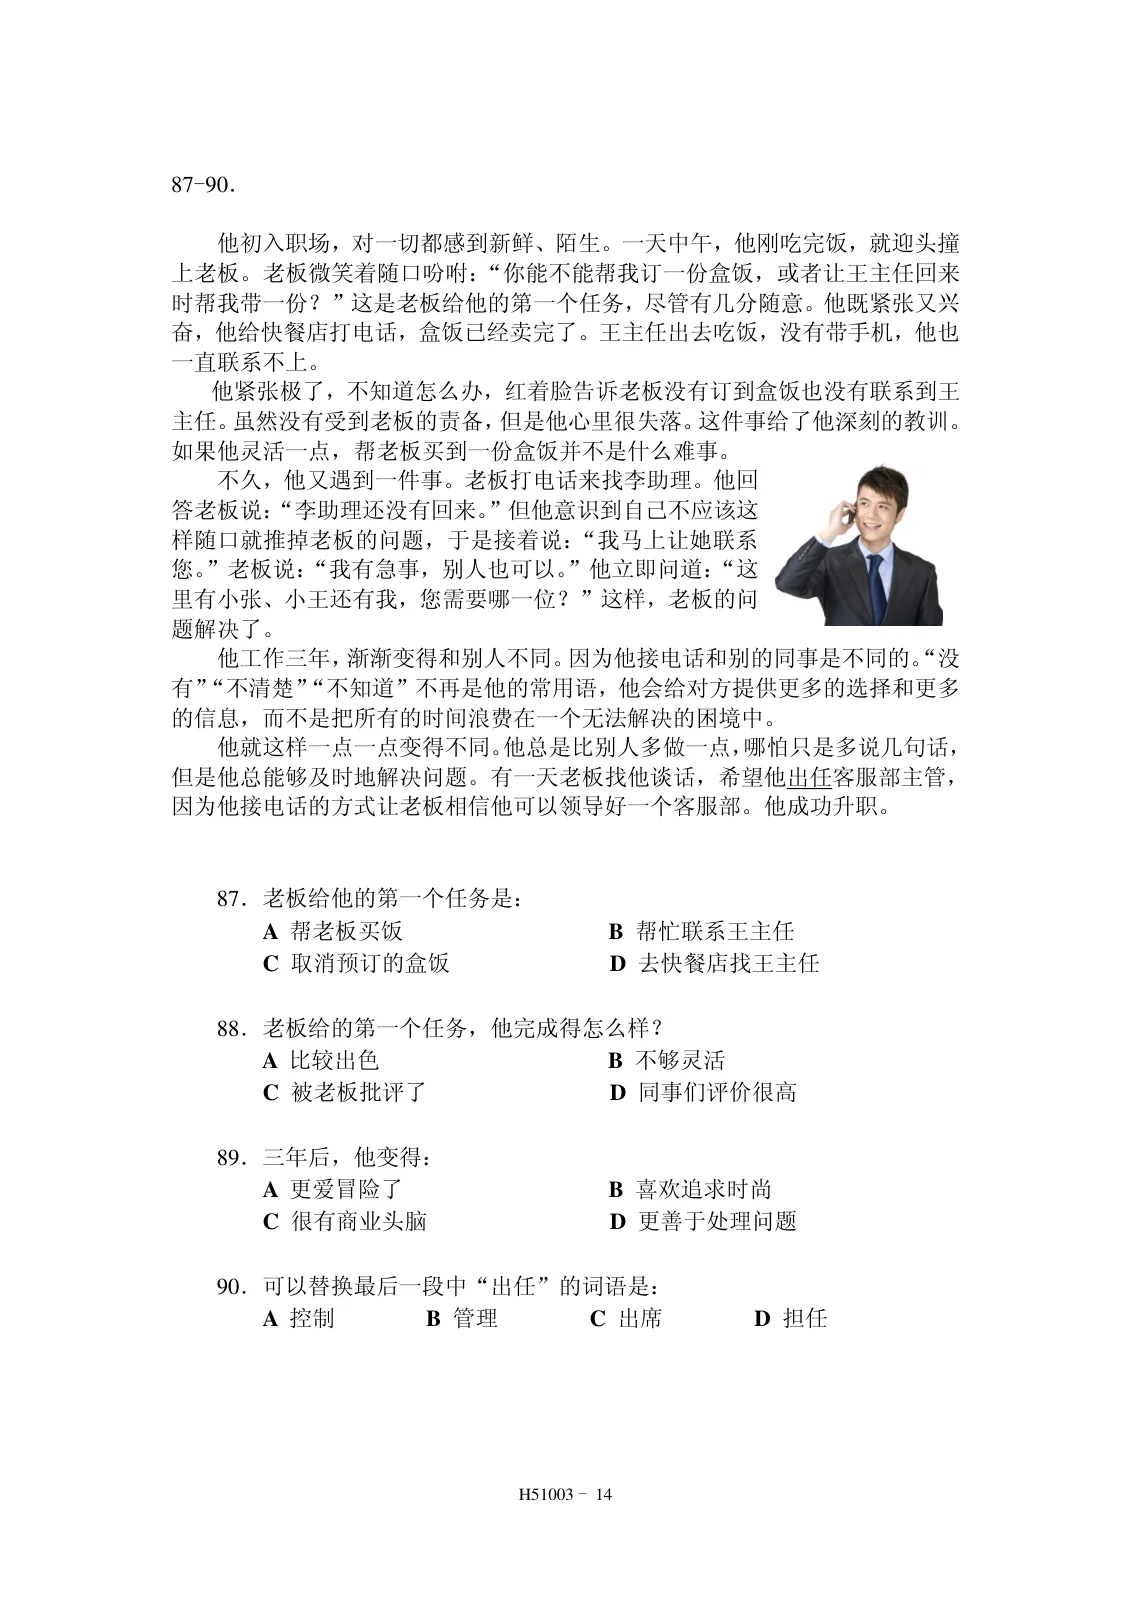 87-90．
他初入职场，对一切都感到新鲜、陌生。一天中午，他刚吃完饭，就迎头撞
上老板。老板微笑着随口吩咐：“你能不能帮我订一份盒饭，或者让王主任回来
时帮我带一份？”这是老板给他的第一个任务，尽管有几分随意。他既紧张又兴
奋，他给快餐店打电话，盒饭已经卖完了。王主任出去吃饭，没有带手机，他也
一直联系不上。
他紧张极了，不知道怎么办，红着脸告诉老板没有订到盒饭也没有联系到王
主任。虽然没有受到老板的责备，但是他心里很失落。这件事给了他深刻的教训。
如果他灵活一点，帮老板买到一份盒饭并不是什么难事。
不久，他又遇到一件事。老板打电话来找李助理。他回
答老板说：“李助理还没有回来。”但他意识到自己不应该这
样随口就推掉老板的问题，于是接着说：“我马上让她联系
您。”老板说：“我有急事，别人也可以。”他立即问道：“这
里有小张、小王还有我，您需要哪一位？”这样，老板的问
题解决了。
他工作三年，渐渐变得和别人不同。因为他接电话和别的同事是不同的。“没
有”“不清楚”“不知道”不再是他的常用语，他会给对方提供更多的选择和更多
的信息，而不是把所有的时间浪费在一个无法解决的困境中。
他就这样一点一点变得不同。他总是比别人多做一点，哪怕只是多说几句话，
但是他总能够及时地解决问题。有一天老板找他谈话，希望他出任客服部主管，
因为他接电话的方式让老板相信他可以领导好一个客服部。他成功升职。
87．老板给他的第一个任务是：
A 帮老板买饭 B 帮忙联系王主任
C 取消预订的盒饭 D 去快餐店找王主任
88．老板给的第一个任务，他完成得怎么样？
A 比较出色 B 不够灵活
C 被老板批评了 D 同事们评价很高
89．三年后，他变得：
A 更爱冒险了 B 喜欢追求时尚
C 很有商业头脑 D 更善于处理问题
90．可以替换最后一段中“出任”的词语是：
A 控制 B 管理 C 出席 D 担任
H51003 - 14